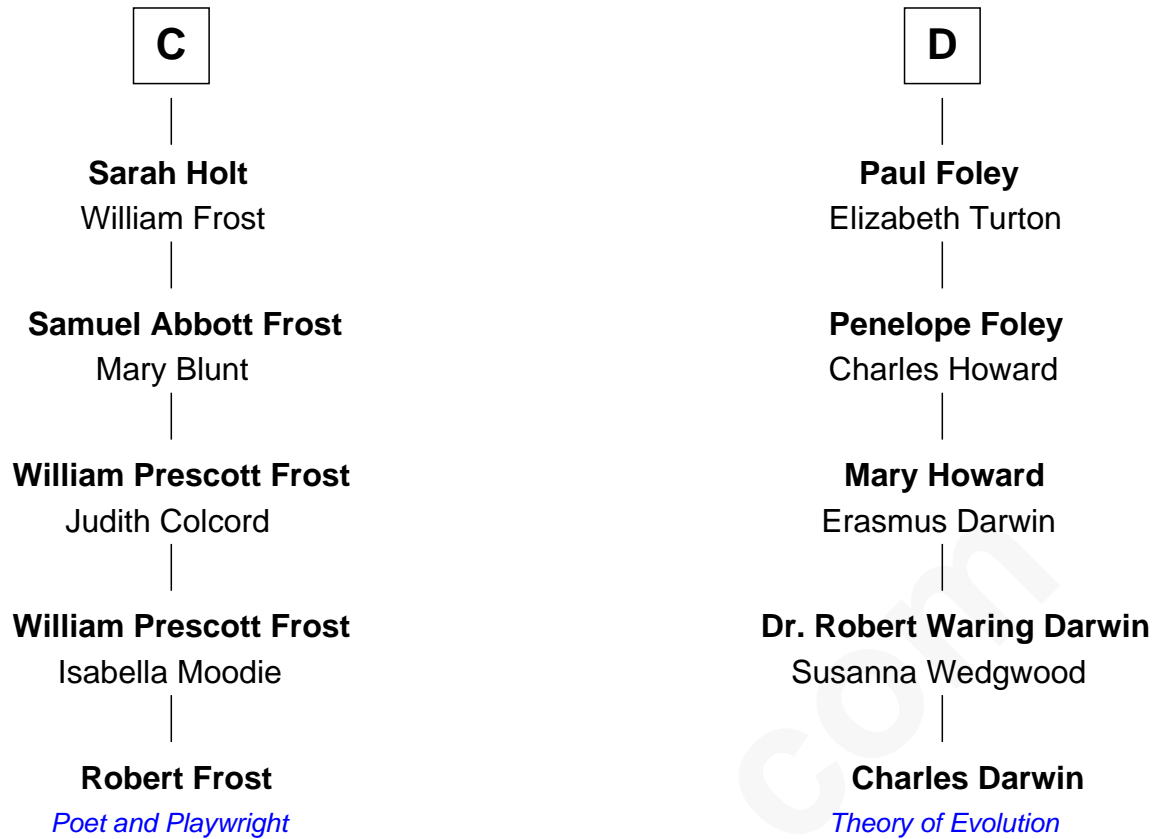 C
Sarah Holt
William Frost
Samuel Abbott Frost
Mary Blunt
William Prescott Frost
Judith Colcord
William Prescott Frost
Isabella Moodie
Robert Frost
Poet and Playwright
D
Paul Foley
Elizabeth Turton
Penelope Foley
Charles Howard
Mary Howard
Erasmus Darwin
Dr. Robert Waring Darwin
Susanna Wedgwood
Charles Darwin
Theory of Evolution
com